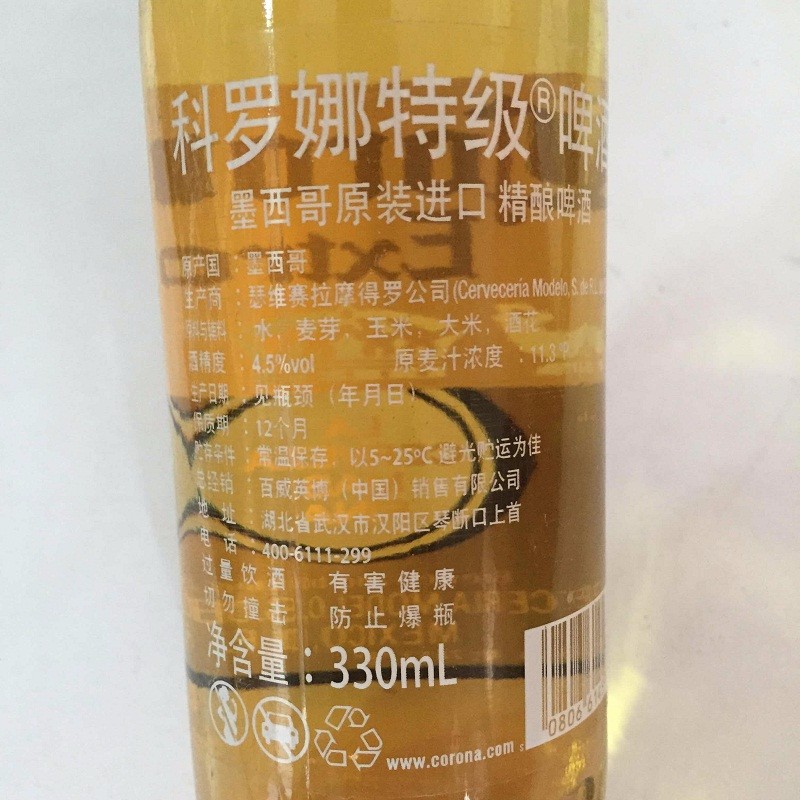 科罗娜特级®啤酒
墨西哥原装进口 精酿啤酒
原产国：墨西哥
生产商：瑟维赛拉摩得罗公司(Cervecería Modelo, S. de R.L.
原料与辅料：水，麦芽、玉米，大米，酒花
酒精度：4.5%vol 原麦汁浓度：11.3°P
生产日期：见瓶颈（年月日）
保质期：12个月
贮存条件：常温保存，以5~25℃避光贮运为佳
总经销：百威英博（中国）销售有限公司
地址：湖北省武汉市汉阳区琴断口上首
电话：400-6111-299
过量饮酒 有害健康
切勿撞击 防止爆瓶
净含量：330mL
www.corona.com
0806 6
Extra
MEXICO